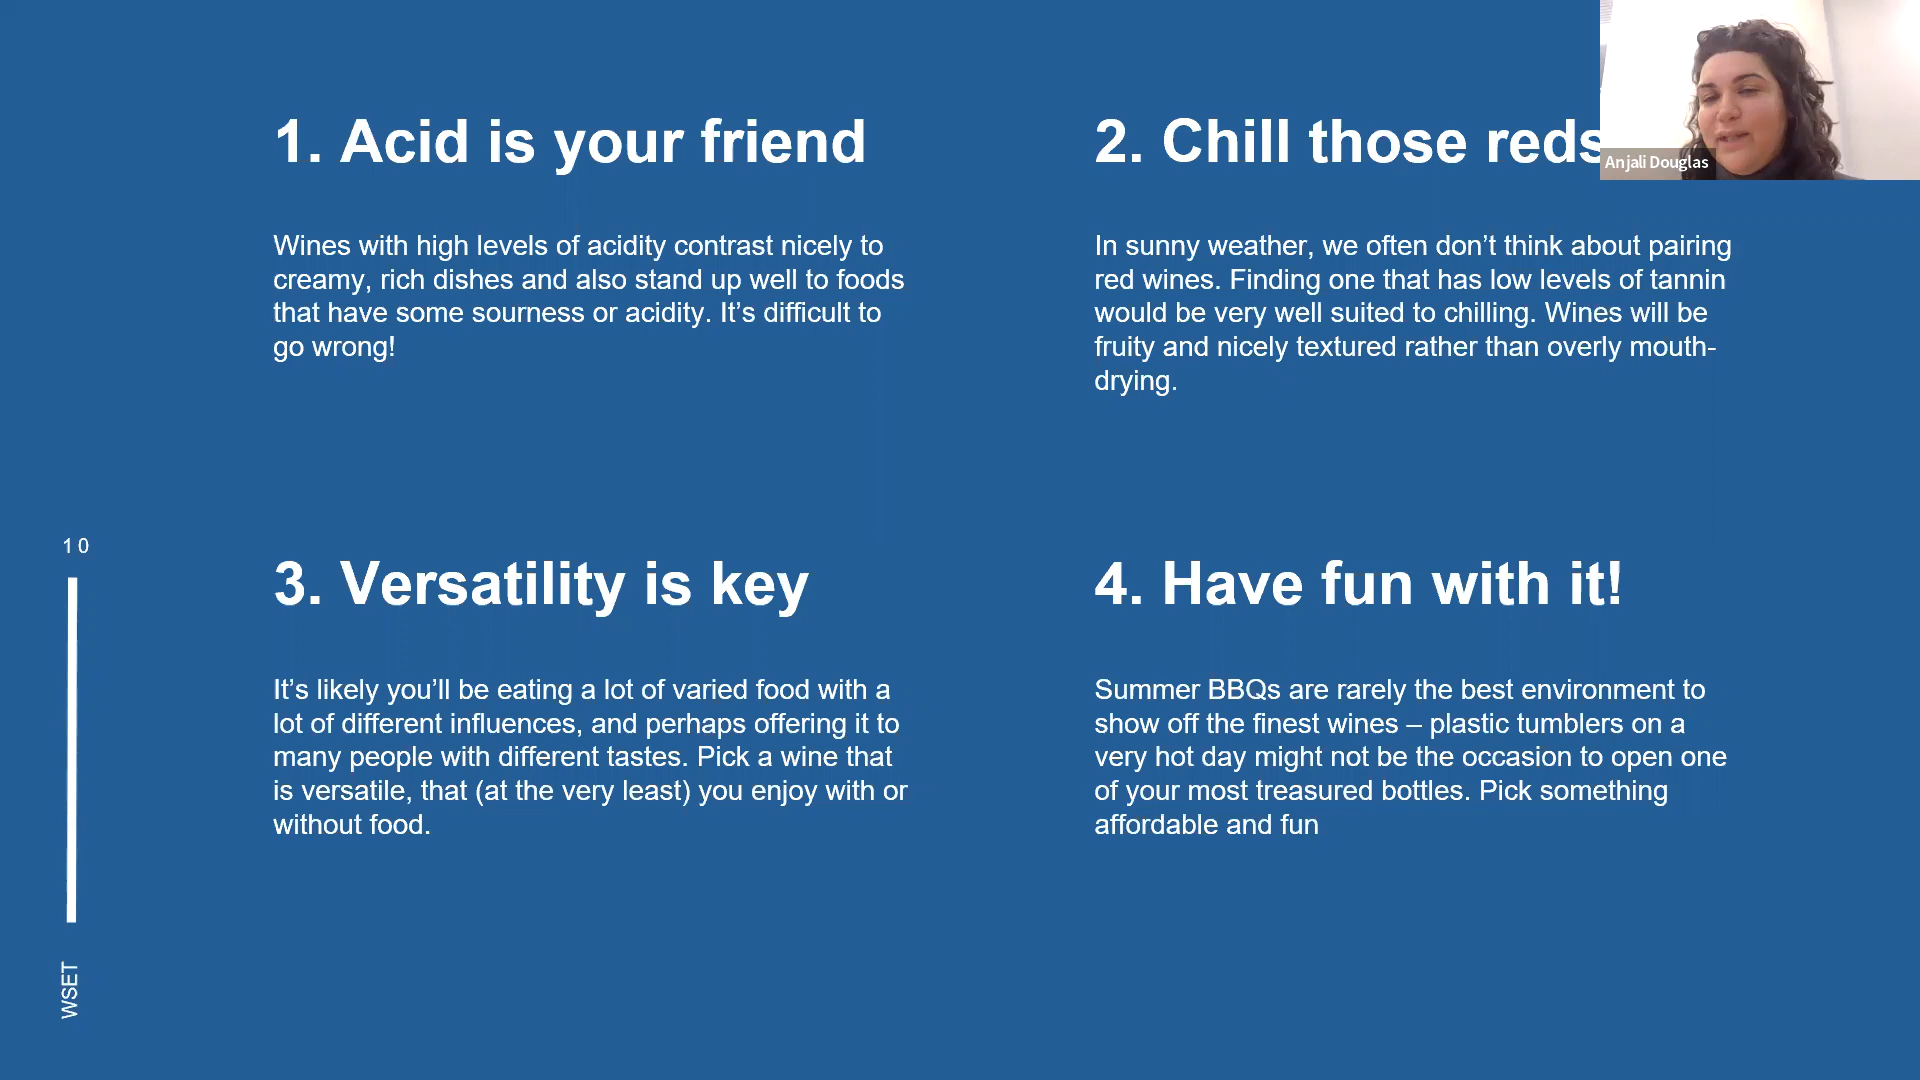 1. Acid is your friend
Wines with high levels of acidity contrast nicely to
creamy, rich dishes and also stand up well to foods
that have some sourness or acidity. It’s difficult to
go wrong!
2. Chill those reds
Anjali Douglas
In sunny weather, we often don’t think about pairing
red wines. Finding one that has low levels of tannin
would be very well suited to chilling. Wines will be
fruity and nicely textured rather than overly mouth-
drying.
10
3. Versatility is key
It’s likely you’ll be eating a lot of varied food with a
lot of different influences, and perhaps offering it to
many people with different tastes. Pick a wine that
is versatile, that (at the very least) you enjoy with or
without food.
4. Have fun with it!
Summer BBQs are rarely the best environment to
show off the finest wines – plastic tumblers on a
very hot day might not be the occasion to open one
of your most treasured bottles. Pick something
affordable and fun
WSET